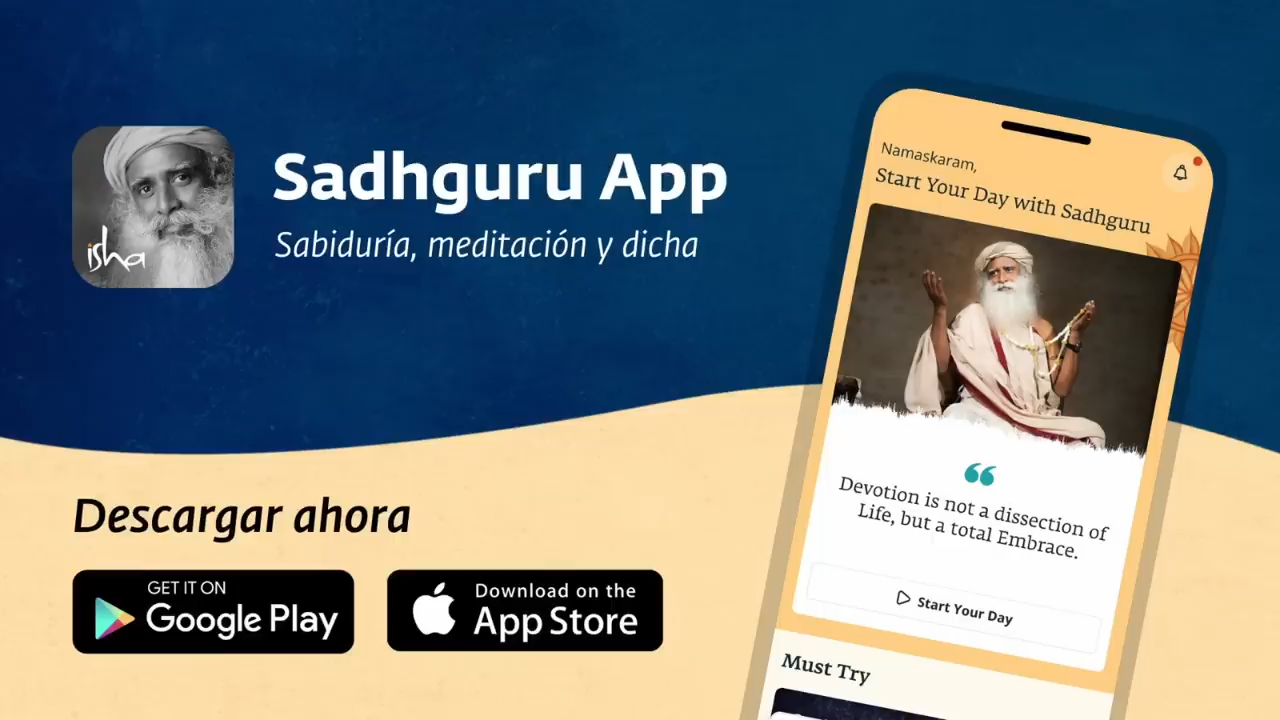 isha
Sadhguru App
Sabiduría, meditación y dicha
Descargar ahora
GET IT ON
Google Play
Download on the
App Store
Namaskaram,
Start Your Day with Sadhguru
Devotion is not a dissection of
Life, but a total Embrace.
Start Your Day
Must Try